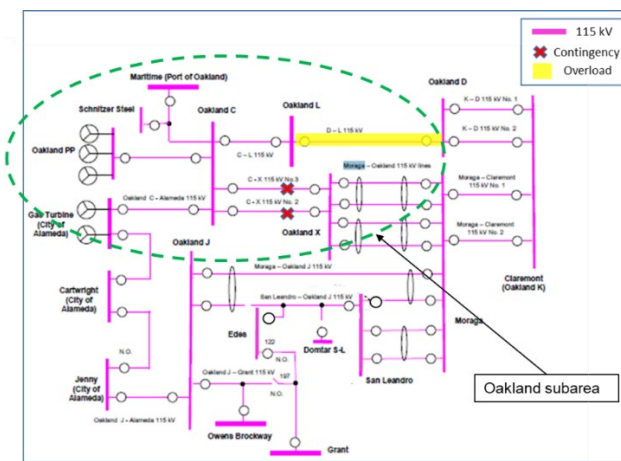 115 kV
Contingency
Overload
Maritime (Port of Oakland)
Schnitzer Steel
Oakland C
Oakland L
Oakland D
K – D 115 kV No. 1
K – D 115 kV No. 2
D – L 115 kV
C – L 115 kV
Oakland PP
Moraga – Oakland 115 kV lines
Moraga – Claremont
115 kV No. 1
C - X 115 kV No.3
Oakland C - Alameda 115 kV
C - X 115 kV No. 2
Moraga – Claremont
115 kV No. 2
Gas Turbine (City of
Alameda)
Oakland X
Oakland J
Claremont
(Oakland K)
Moraga – Oakland J 115 kV
Cartwright (City of
Alameda)
San Leandro – Oakland J 115 kV
Edes
Domtar S-L
Moraga
122
N.O.
N.O.
San Leandro
Oakland subarea
Jenny (City of
Alameda)
Oakland J – Grant 115 kV
197
N.O.
Oakland J - Alameda 115 kV
Owens Brockway
Grant